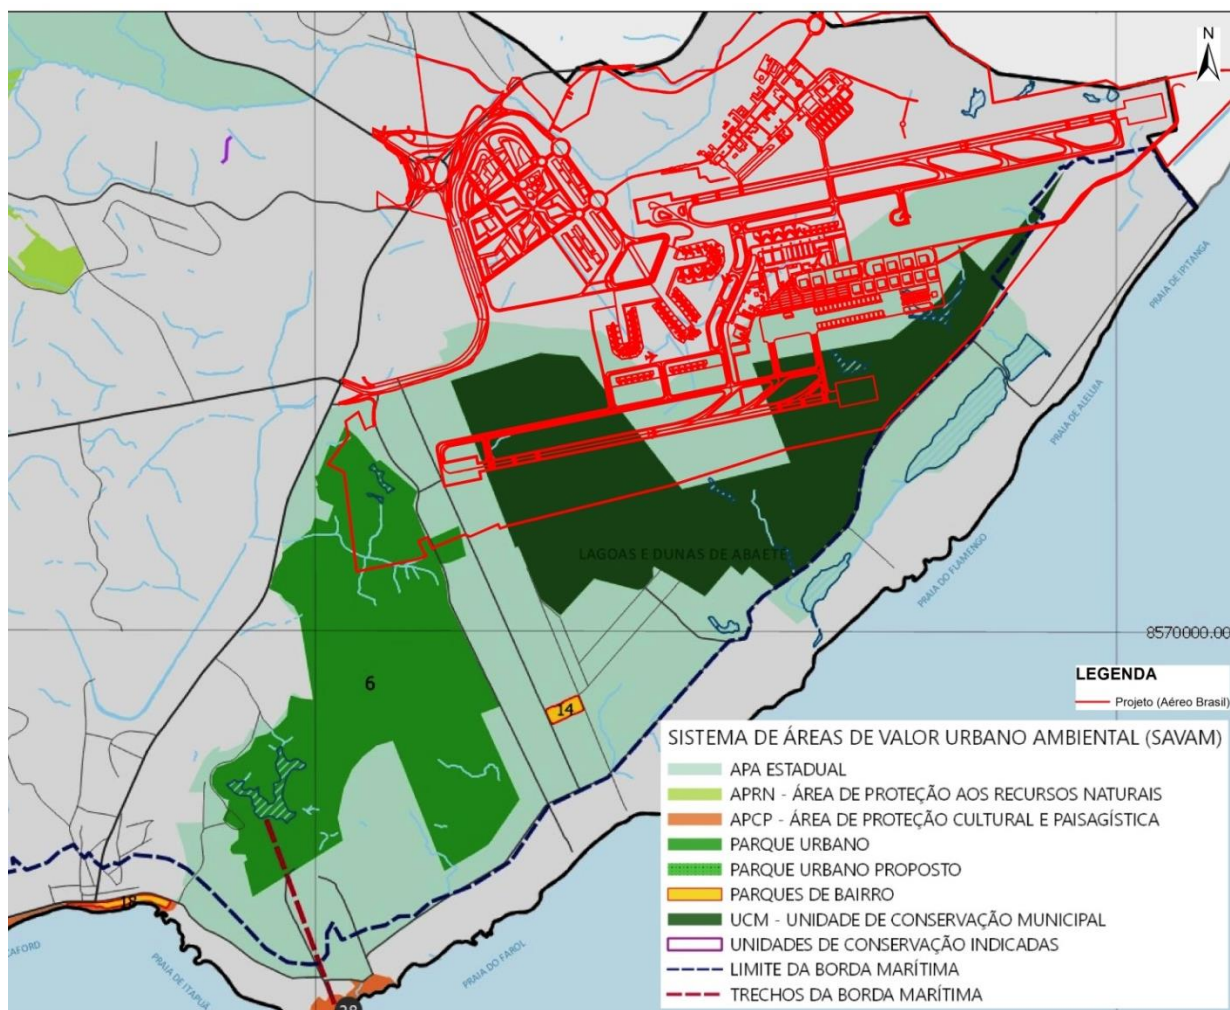 N
PRAIA DE IPITANGA
PRAIA DE ALELUIA
PRAIA DO FLAMENGO
LAGOAS E DUNAS DE ABAETÉ
8570000.00
6
14
LEGENDA
Projeto (Aéreo Brasil)
SISTEMA DE ÁREAS DE VALOR URBANO AMBIENTAL (SAVAM)
APA ESTADUAL
APRN - ÁREA DE PROTEÇÃO AOS RECURSOS NATURAIS
APCP - ÁREA DE PROTEÇÃO CULTURAL E PAISAGÍSTICA
PARQUE URBANO
PARQUE URBANO PROPOSTO
PARQUES DE BAIRRO
UCM - UNIDADE DE CONSERVAÇÃO MUNICIPAL
UNIDADES DE CONSERVAÇÃO INDICADAS
LIMITE DA BORDA MARÍTIMA
TRECHOS DA BORDA MARÍTIMA
18
CAFORD
PRAIA DE ITAPUÃ
PRAIA DO FAROL